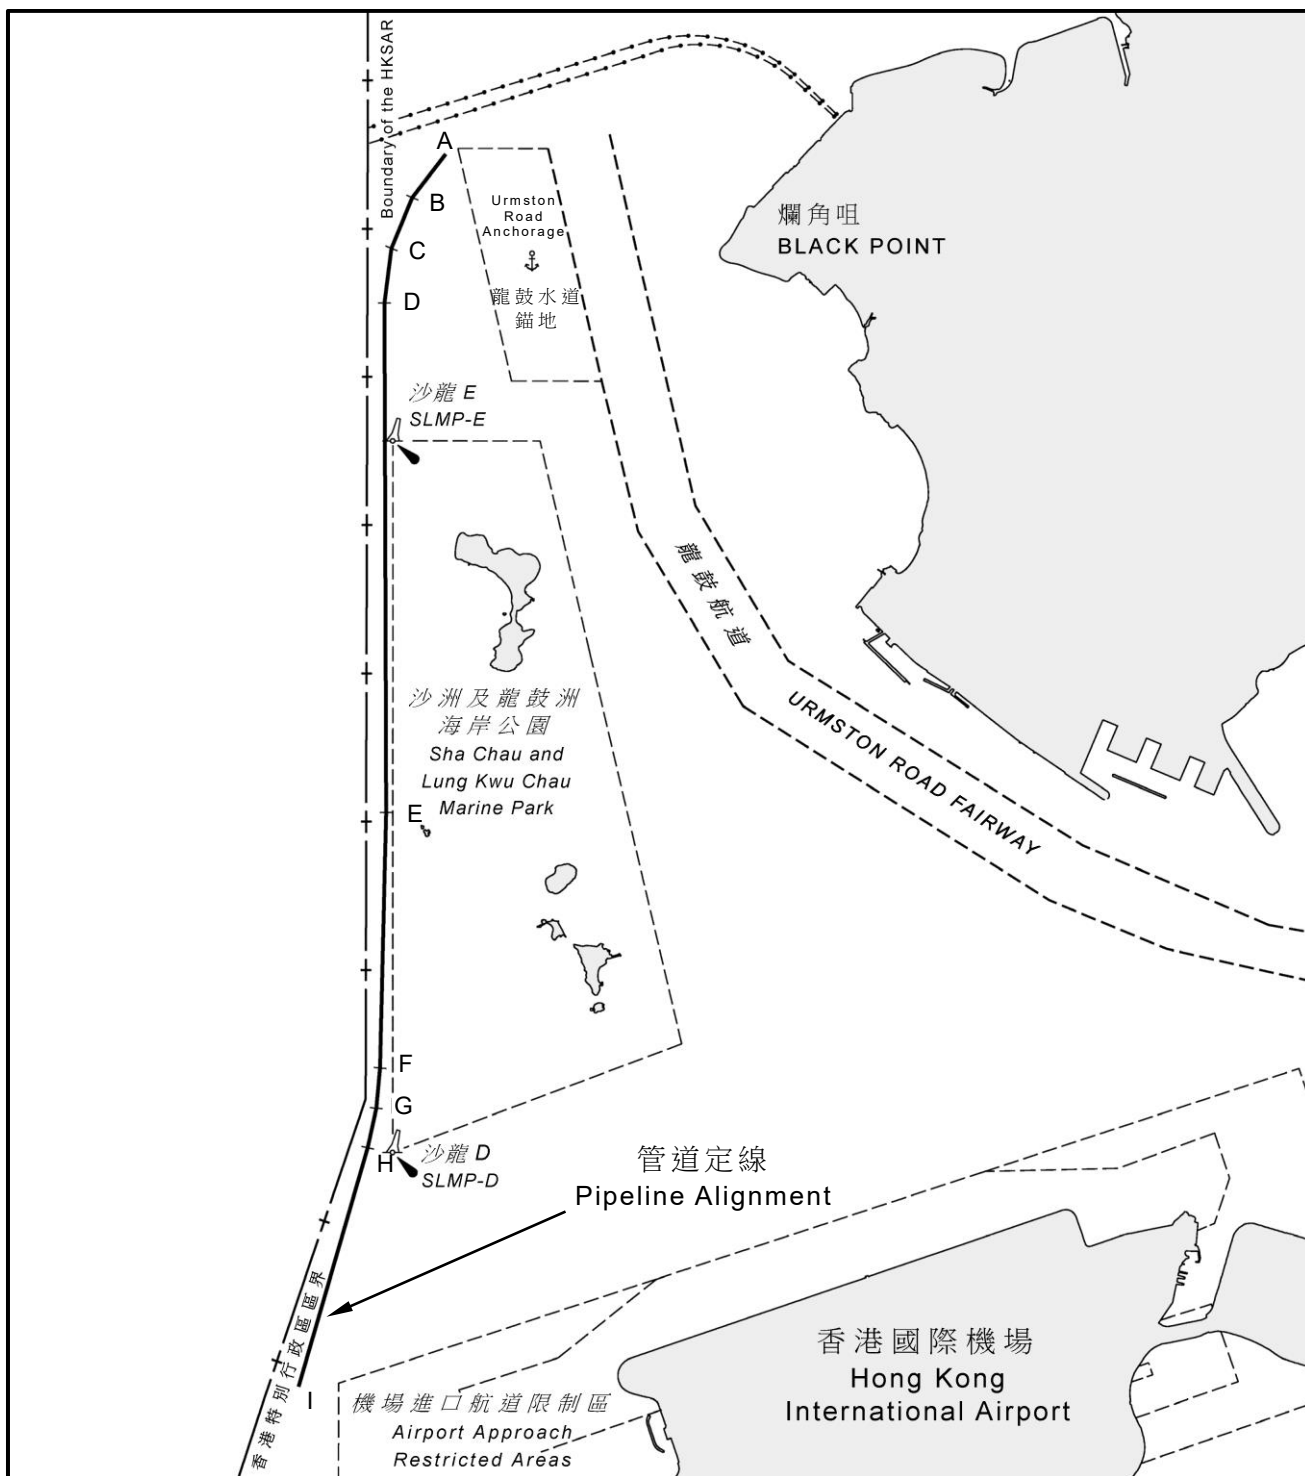 Boundary of the HKSAR
A
B
C
D
Urmston
Road
Anchorage
龍鼓水道
錨地
爛角咀
BLACK POINT
沙龍 E
SLMP-E
龍鼓航道
URMSTON ROAD FAIRWAY
沙洲及龍鼓洲
海岸公園
Sha Chau and
Lung Kwu Chau
Marine Park
E
F
G
H
沙龍 D
SLMP-D
管道定線
Pipeline Alignment
香港特別行政區區界
I
機場進口航道限制區
Airport Approach
Restricted Areas
香港國際機場
Hong Kong
International Airport